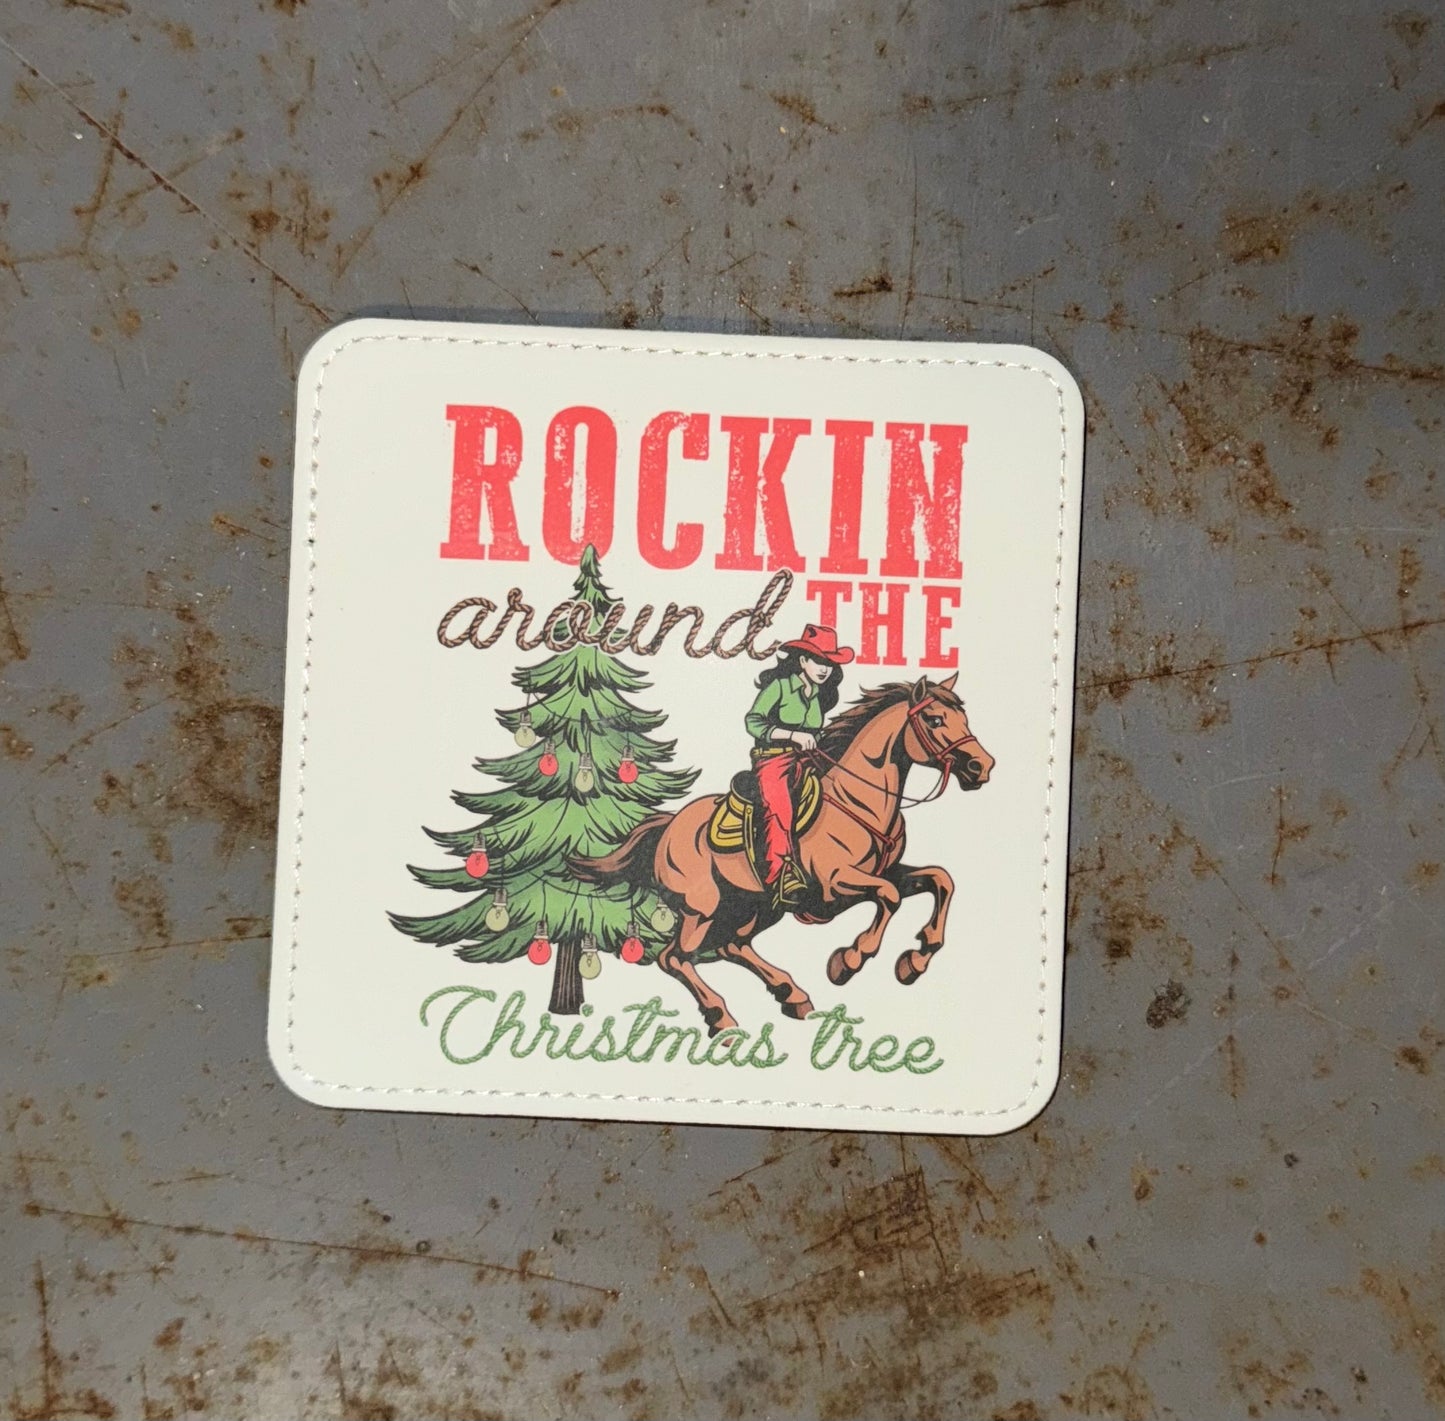 ROCKIN
around THE
Christmas tree